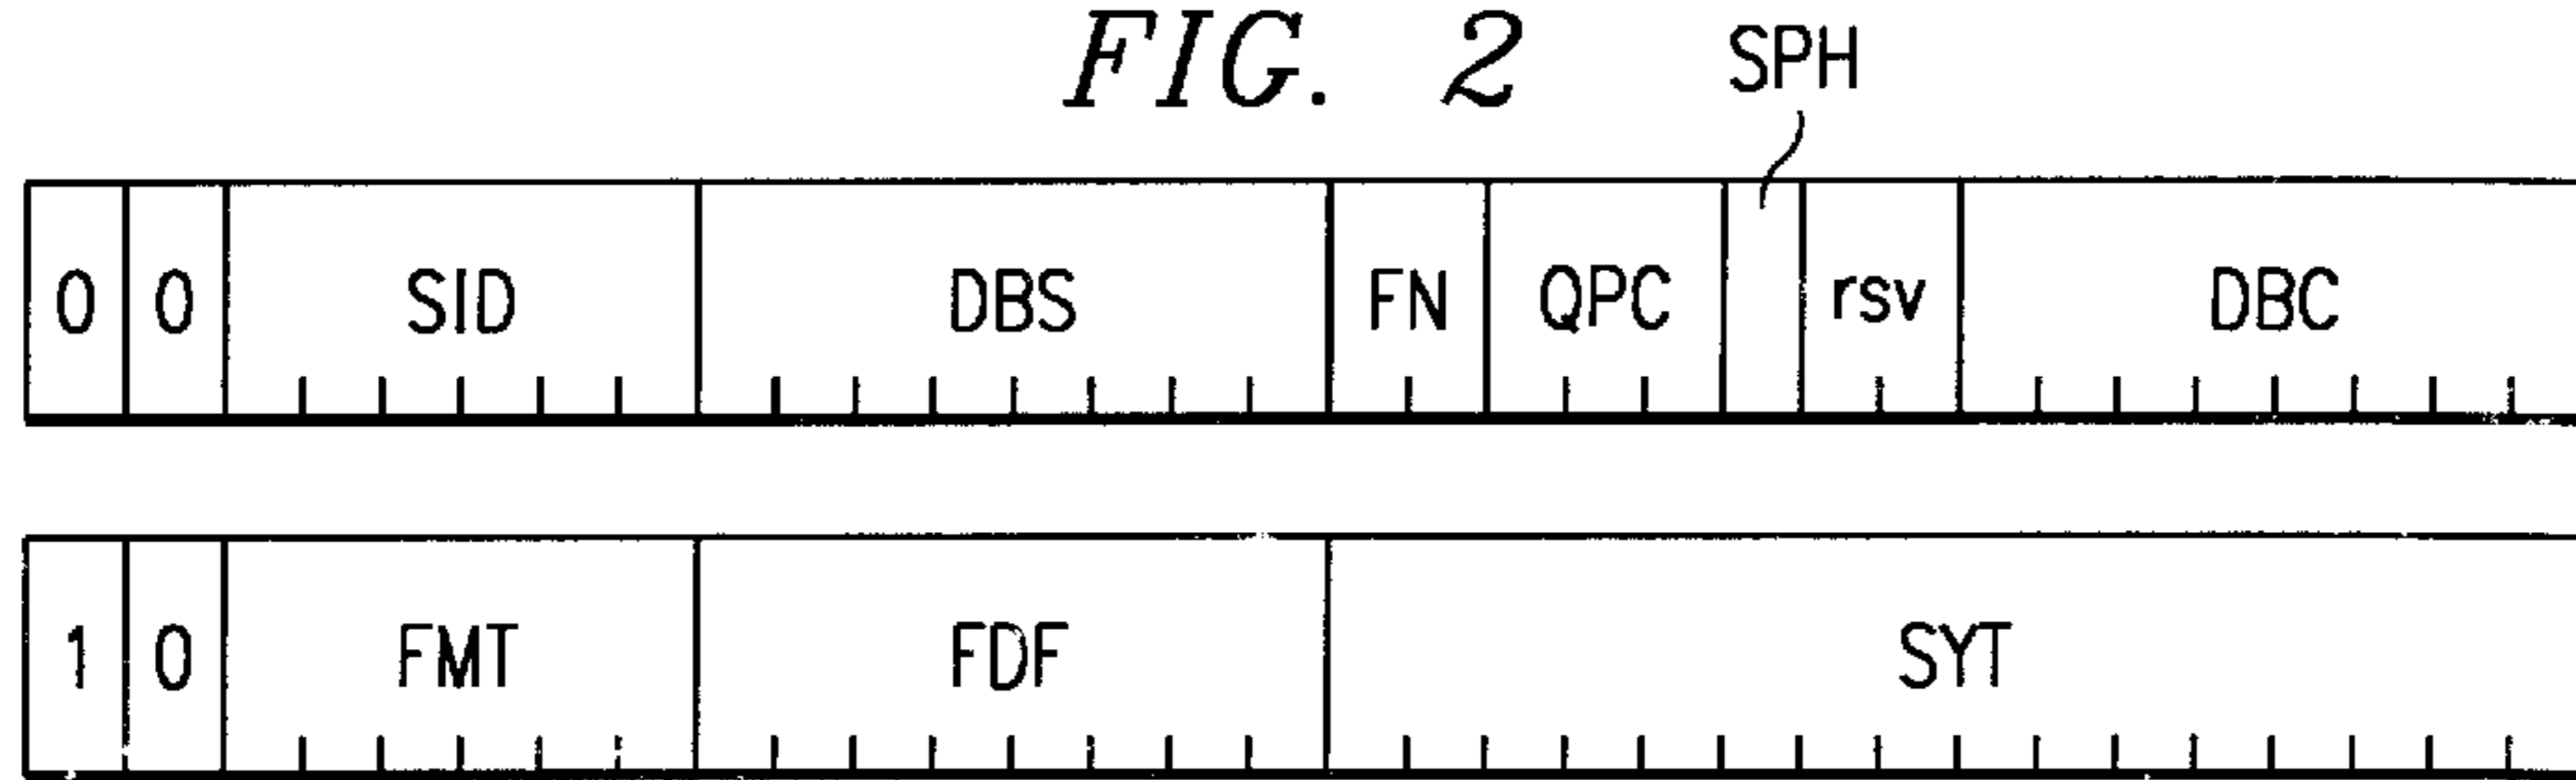 FIG. 2
SPH
0 0 SID DBS FN QPC rsv DBC
1 0 FMT FDF SYT